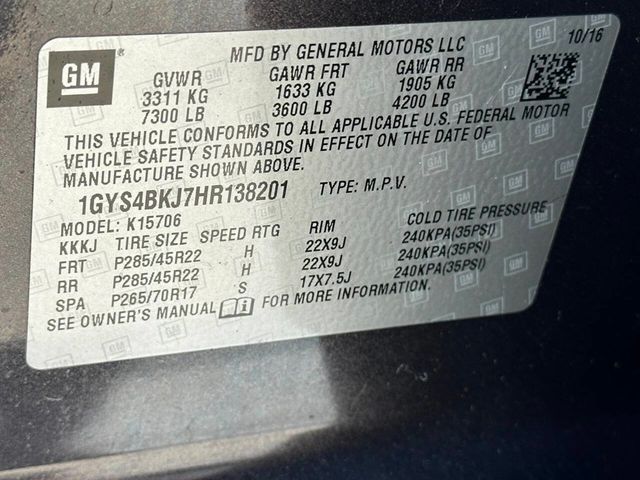 GM
MFD BY GENERAL MOTORS LLC 10/16
GVWR GAWR FRT GAWR RR
3311 KG 1633 KG 1905 KG
7300 LB 3600 LB 4200 LB
THIS VEHICLE CONFORMS TO ALL APPLICABLE U.S. FEDERAL MOTOR
VEHICLE SAFETY STANDARDS IN EFFECT ON THE DATE OF
MANUFACTURE SHOWN ABOVE.
1GYS4BKJ7HR138201 TYPE: M.P.V.
MODEL: K15706
KKKJ TIRE SIZE SPEED RTG RIM COLD TIRE PRESSURE
FRT P285/45R22 H 22X9J 240KPA(35PSI)
RR P285/45R22 H 22X9J 240KPA(35PSI)
SPA P265/70R17 S 17X7.5J 240KPA(35PSI)
SEE OWNER'S MANUAL FOR MORE INFORMATION.